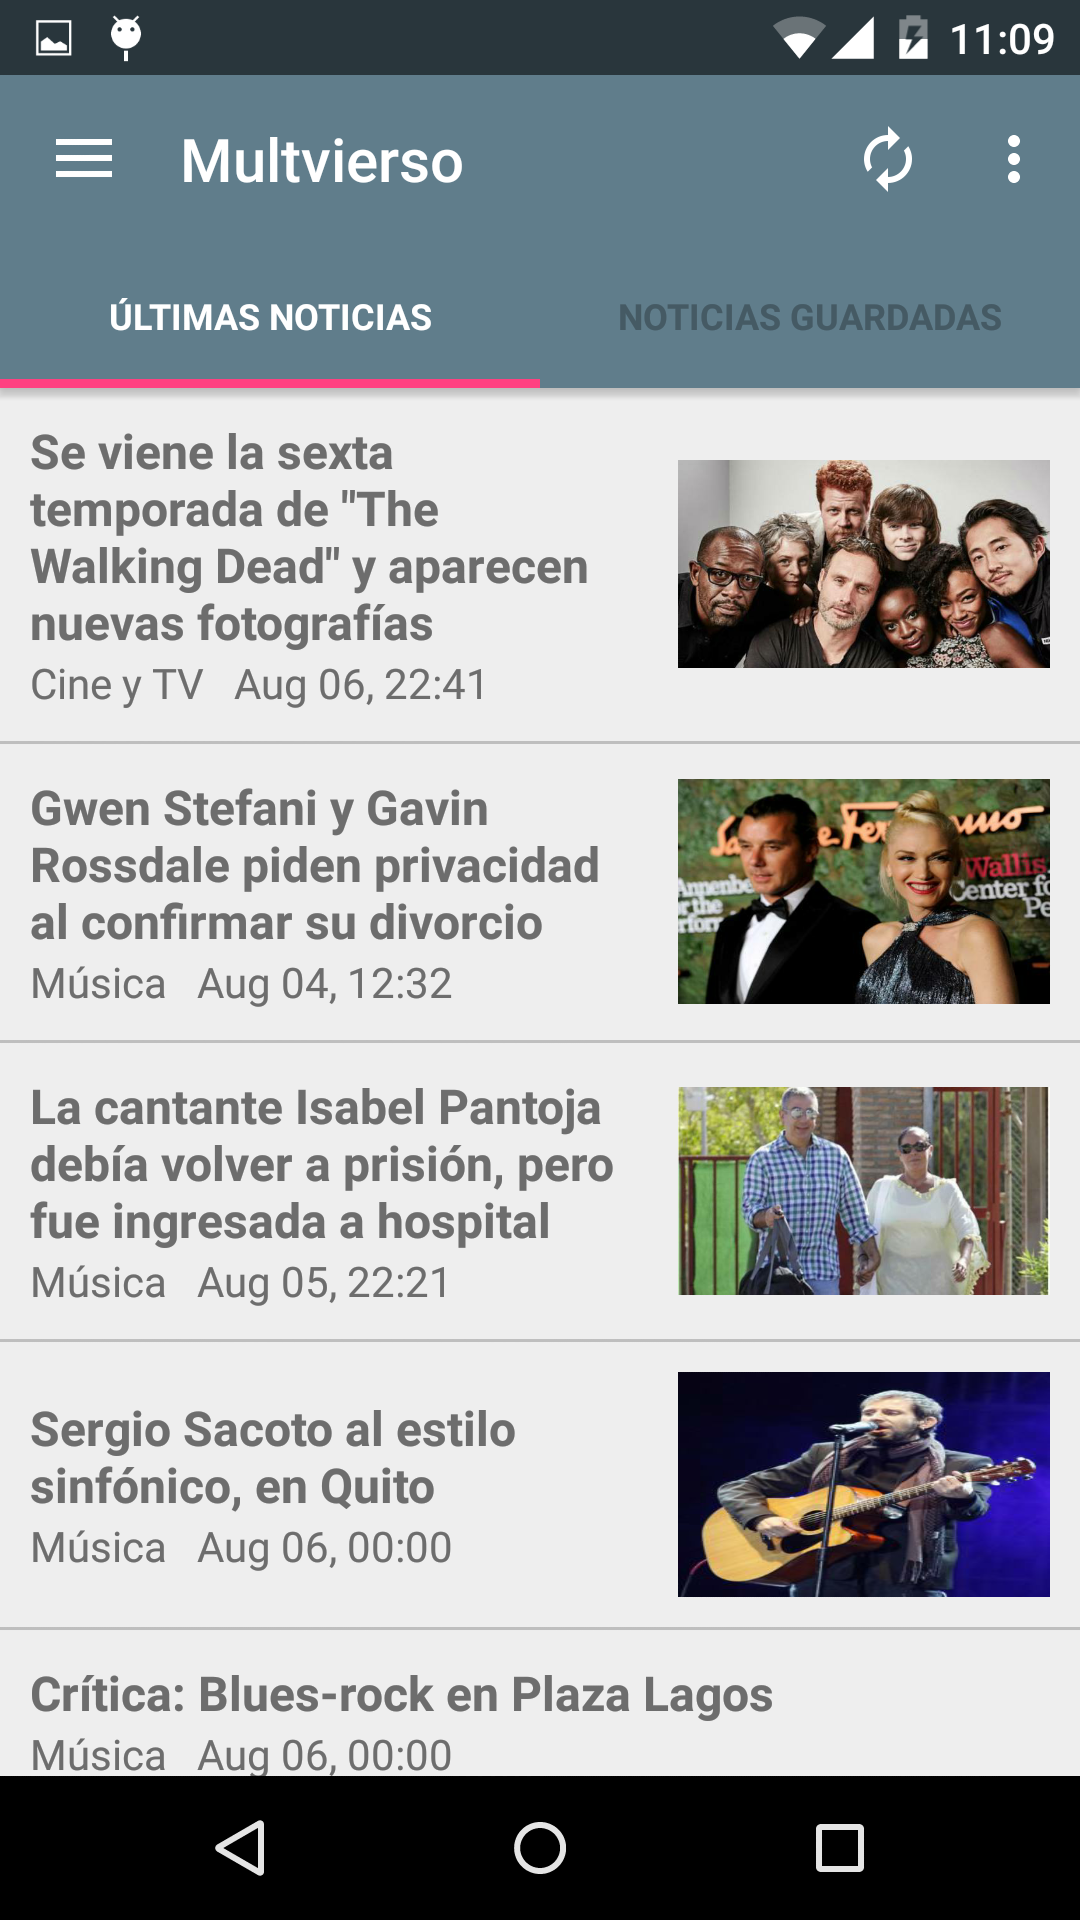 11:09
Multvierso
ÚLTIMAS NOTICIAS
NOTICIAS GUARDADAS
Se viene la sexta
temporada de "The
Walking Dead" y aparecen
nuevas fotografías
Cine y TV Aug 06, 22:41
Gwen Stefani y Gavin
Rossdale piden privacidad
al confirmar su divorcio
Música Aug 04, 12:32
Wallis
Center
La cantante Isabel Pantoja
debía volver a prisión, pero
fue ingresada a hospital
Música Aug 05, 22:21
Sergio Sacoto al estilo
sinfónico, en Quito
Música Aug 06, 00:00
Crítica: Blues-rock en Plaza Lagos
Música Aug 06, 00:00